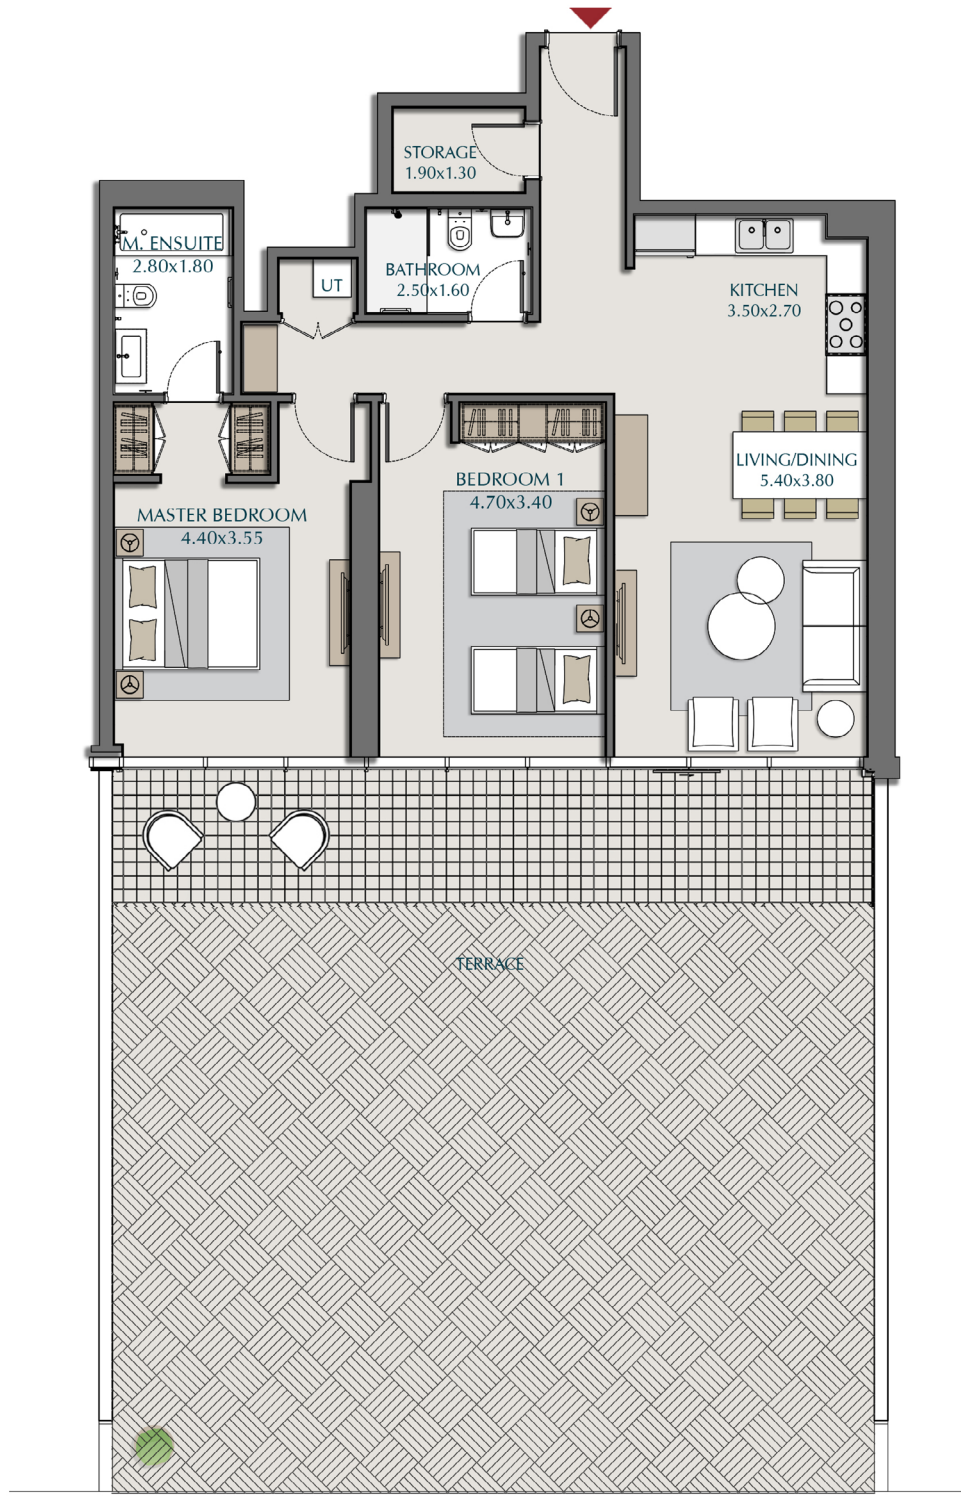 STORAGE
1.90x1.30
M. ENSUITE
2.80x1.80
BATHROOM
2.50x1.60
UT
KITCHEN
3.50x2.70
LIVING/DINING
5.40x3.80
BEDROOM 1
4.70x3.40
MASTER BEDROOM
4.40x3.55
TERRACE